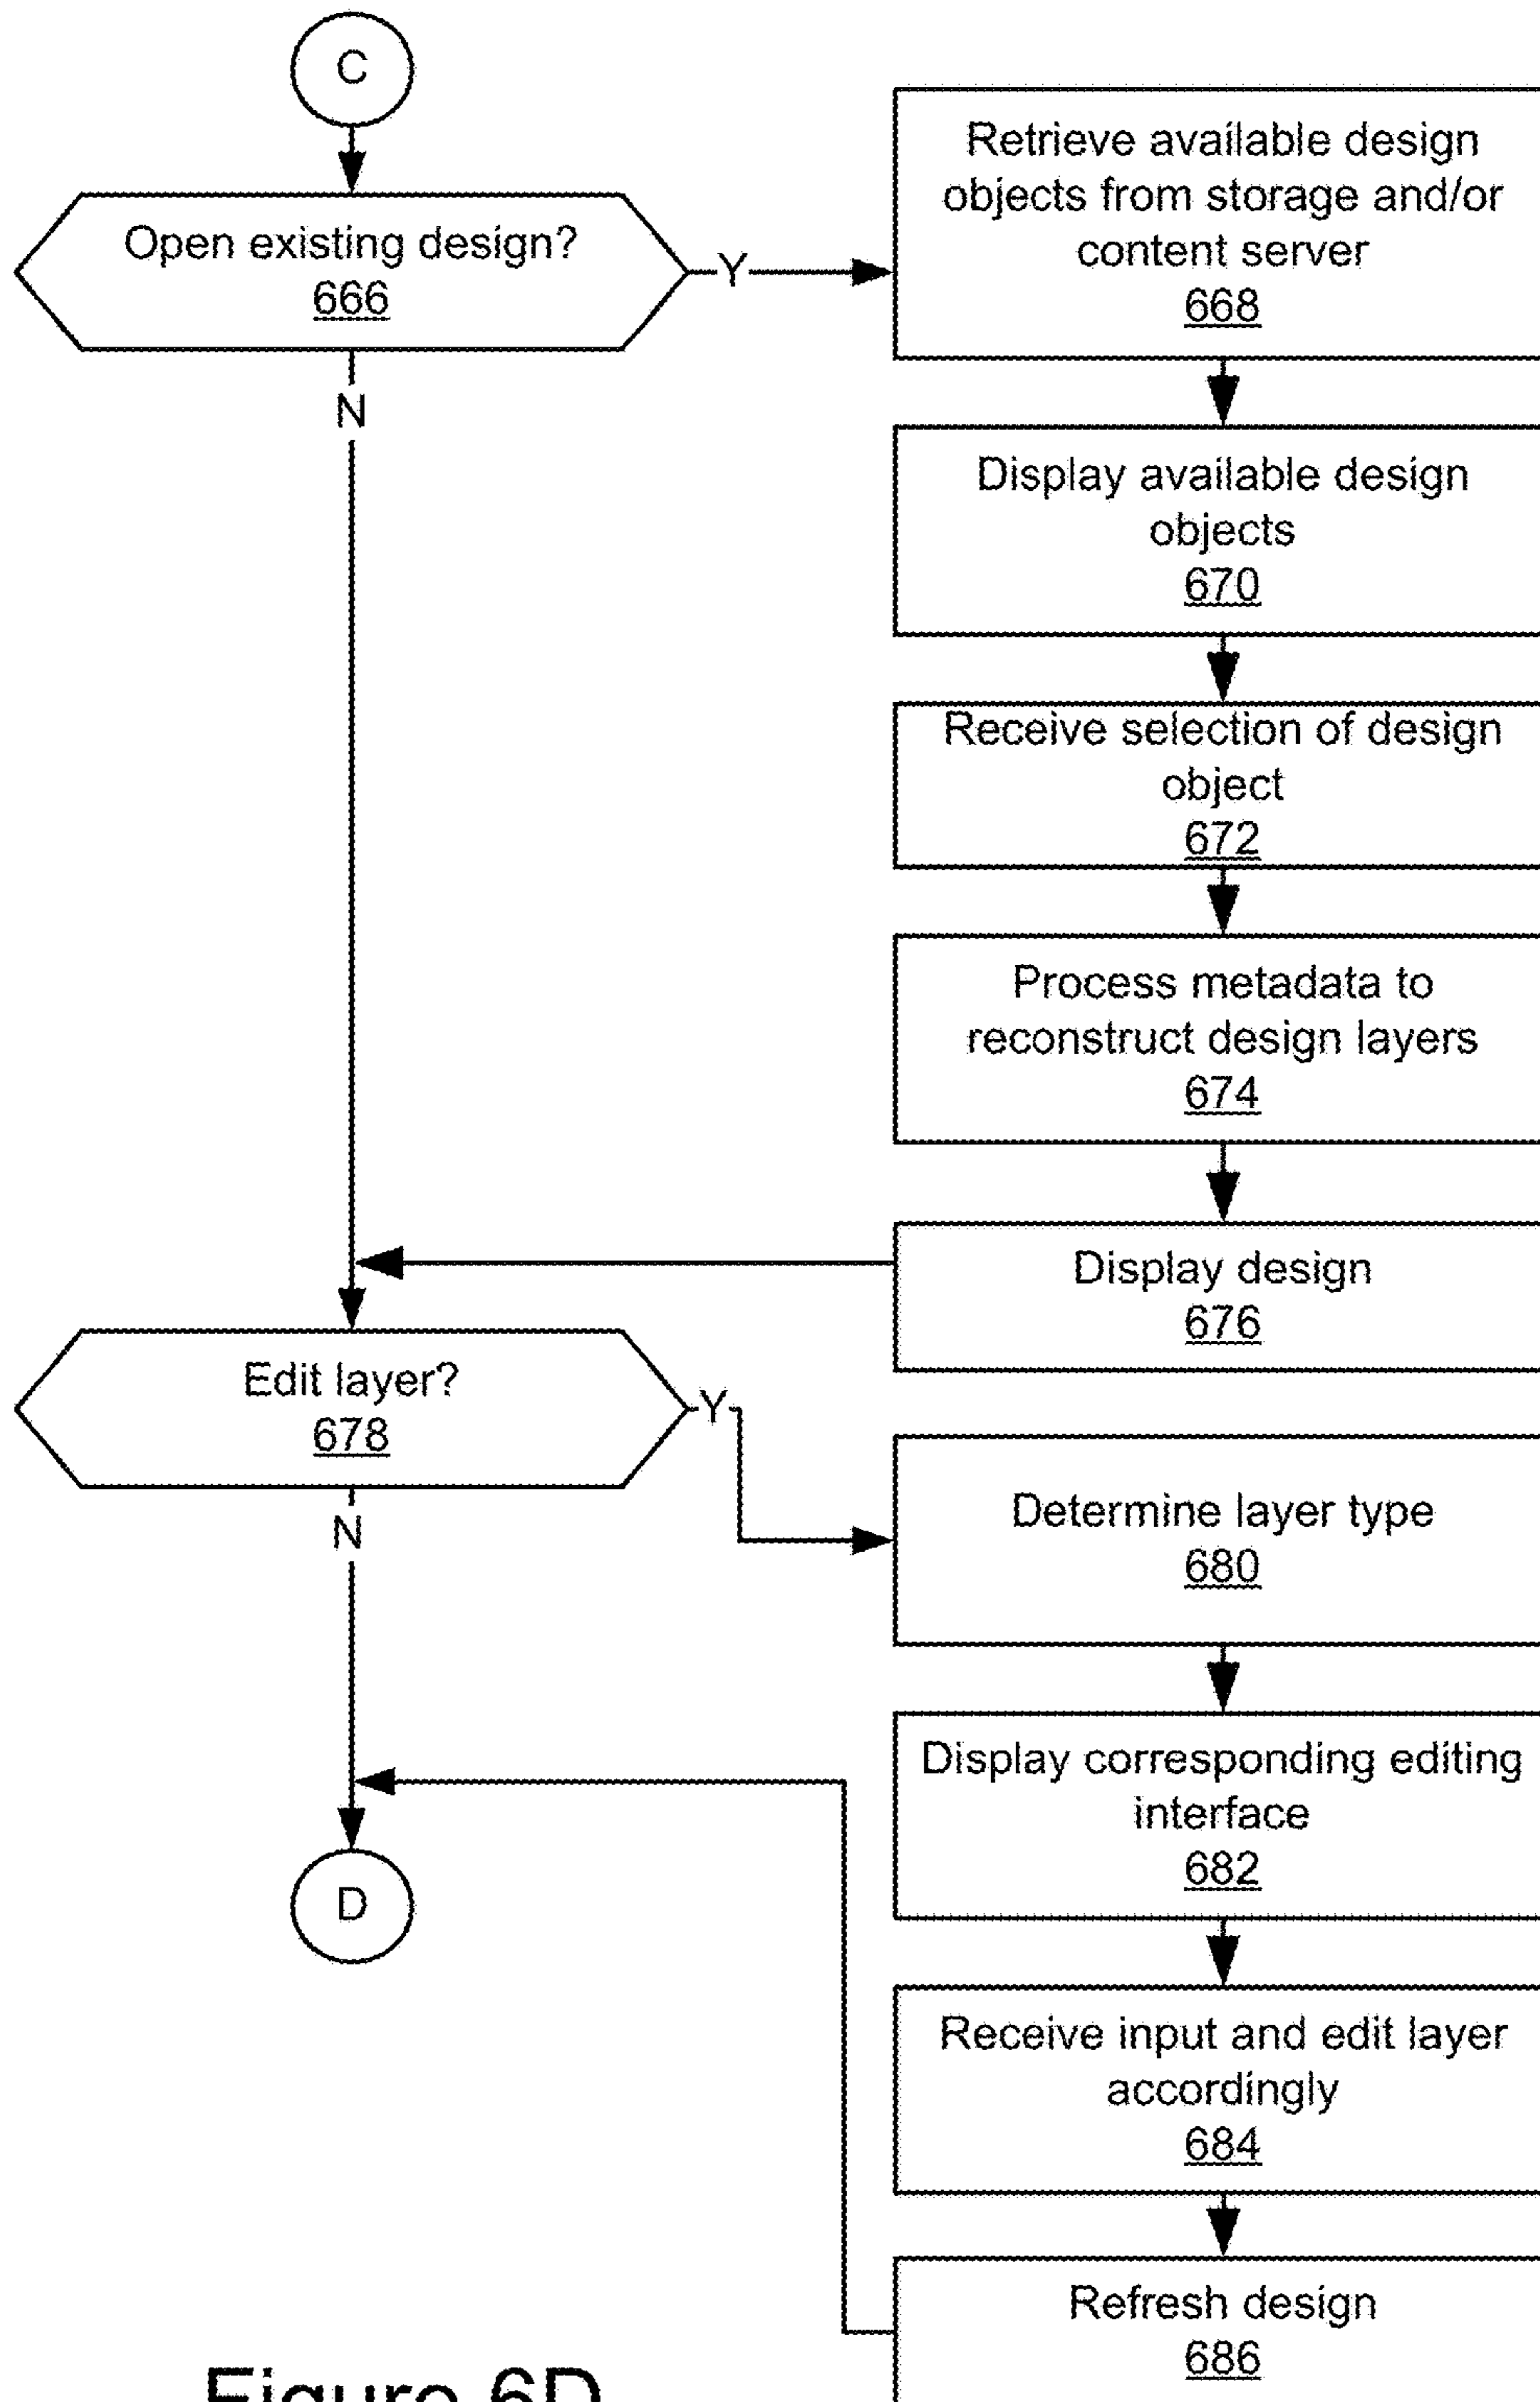 C
Open existing design?
666
Y
N
Retrieve available design
objects from storage and/or
content server
668
Display available design
objects
670
Receive selection of design
object
672
Process metadata to
reconstruct design layers
674
Display design
676
Edit layer?
678
Y
N
Determine layer type
680
Display corresponding editing
interface
682
D
Receive input and edit layer
accordingly
684
Refresh design
686
Figure 6D